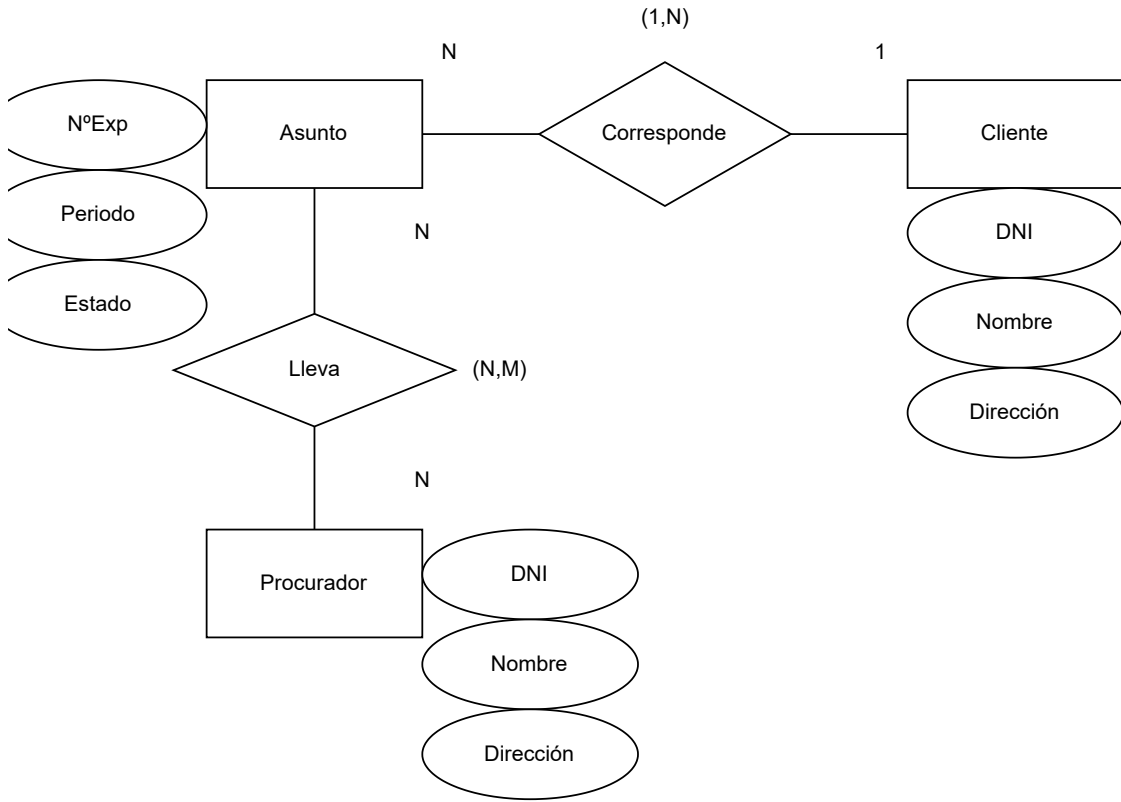 (1,N)
N
1
NºExp
Asunto
Corresponde
Cliente
Periodo
N
DNI
Estado
Nombre
Lleva
(N,M)
Dirección
N
Procurador
DNI
Nombre
Dirección